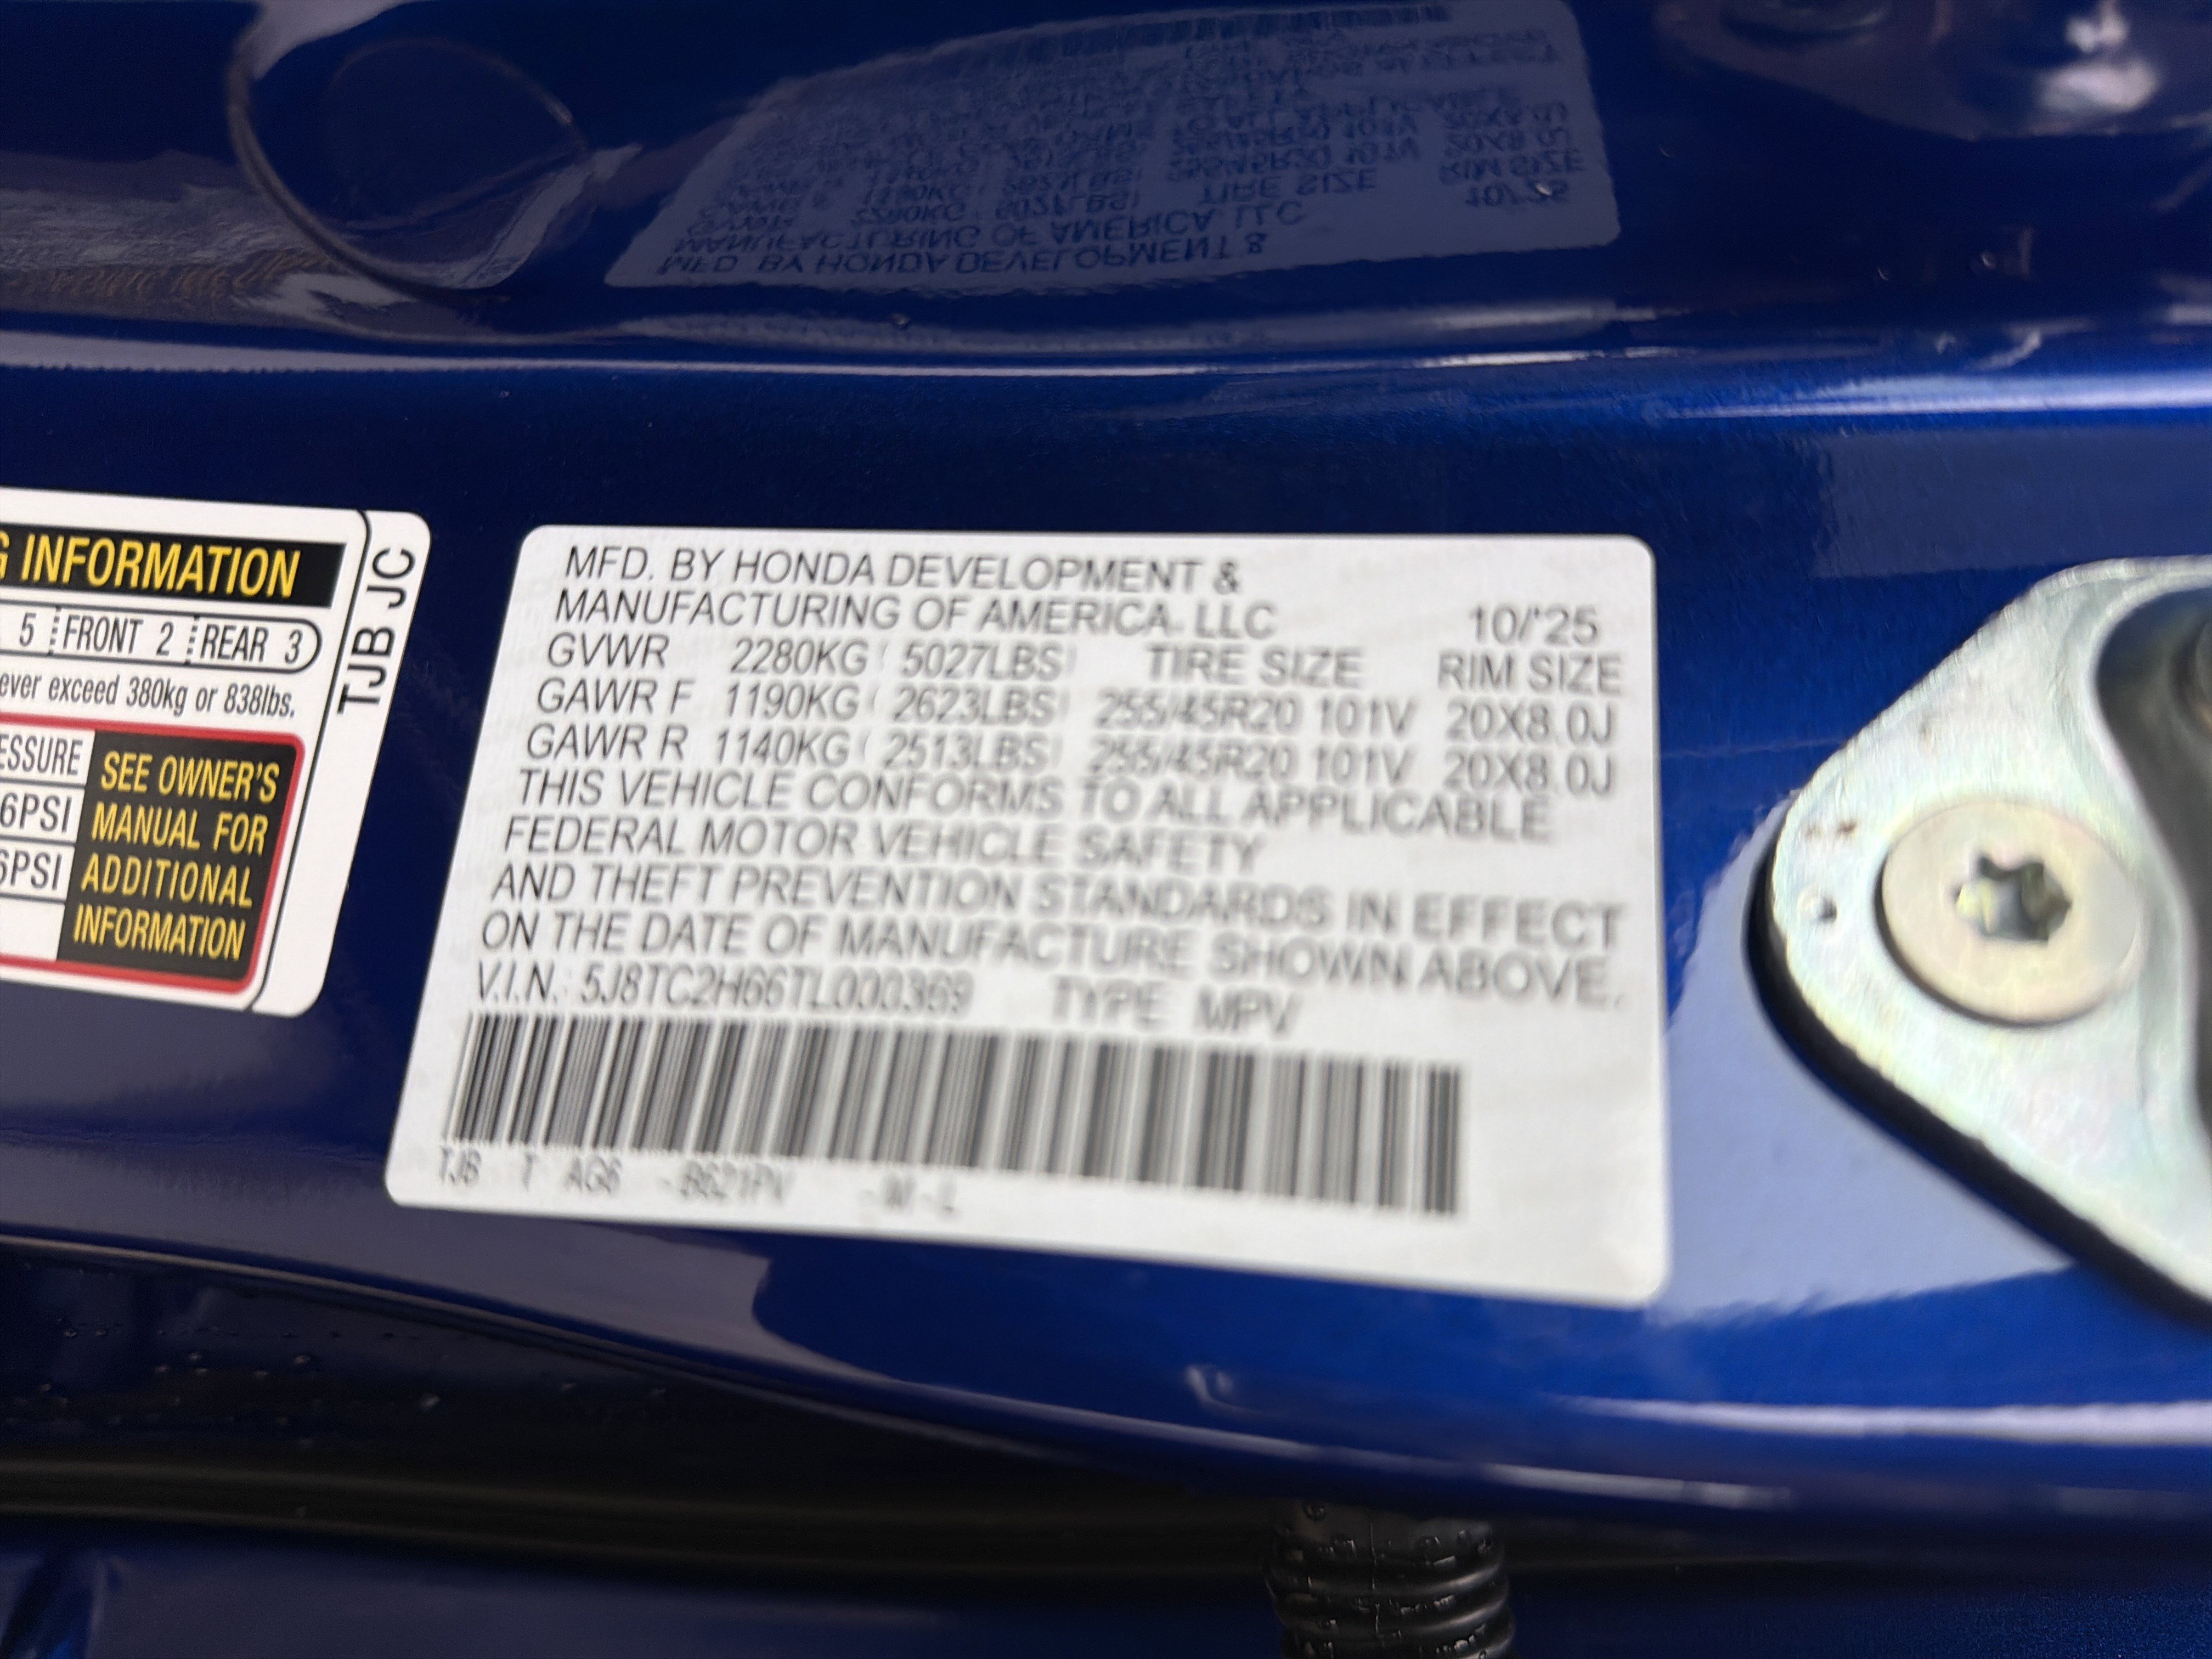 G INFORMATION
5 FRONT 2 REAR 3
ever exceed 380kg or 838lbs.
ESSURE
6PSI
6PSI
SEE OWNER'S
MANUAL FOR
ADDITIONAL
INFORMATION
TJB JC
MFD. BY HONDA DEVELOPMENT &
MANUFACTURING OF AMERICA, LLC 10/'25
GVWR 2280KG ( 5027LBS) TIRE SIZE RIM SIZE
GAWR F 1190KG ( 2623LBS) 255/45R20 101V 20X8.0J
GAWR R 1140KG ( 2513LBS) 255/45R20 101V 20X8.0J
THIS VEHICLE CONFORMS TO ALL APPLICABLE
FEDERAL MOTOR VEHICLE SAFETY
AND THEFT PREVENTION STANDARDS IN EFFECT
ON THE DATE OF MANUFACTURE SHOWN ABOVE.
V.I.N.: 5J8TC2H66TL000369 TYPE MPV
TJB T AG6 -B621PV -M-L